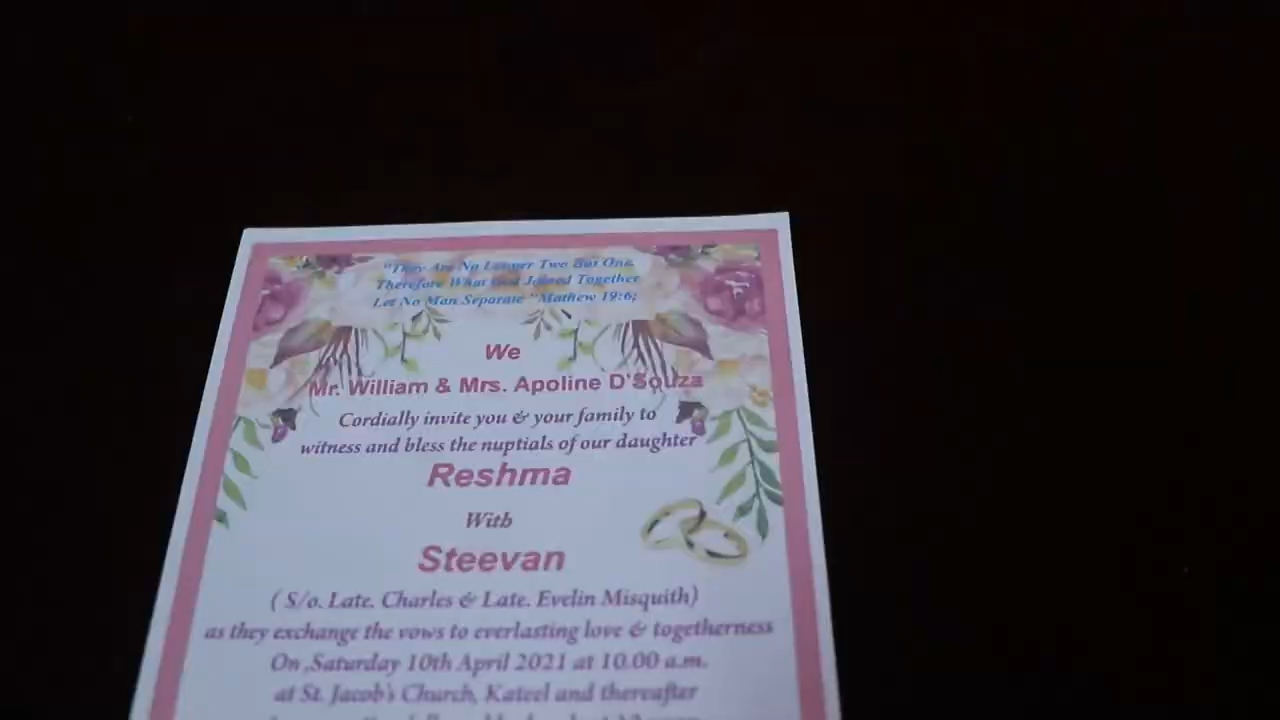 "They Are No Longer Two But One,
Therefore What God Joined Together
Let No Man Separate "Mathew 19:6;
We
Mr. William & Mrs. Apoline D'Souza
Cordially invite you & your family to
witness and bless the nuptials of our daughter
Reshma
With
Steevan
( S/o. Late. Charles & Late. Evelin Misquith)
as they exchange the vows to everlasting love & togetherness
On Saturday 10th April 2021 at 10.00 a.m.
at St. Jacob's Church, Kateel and thereafter